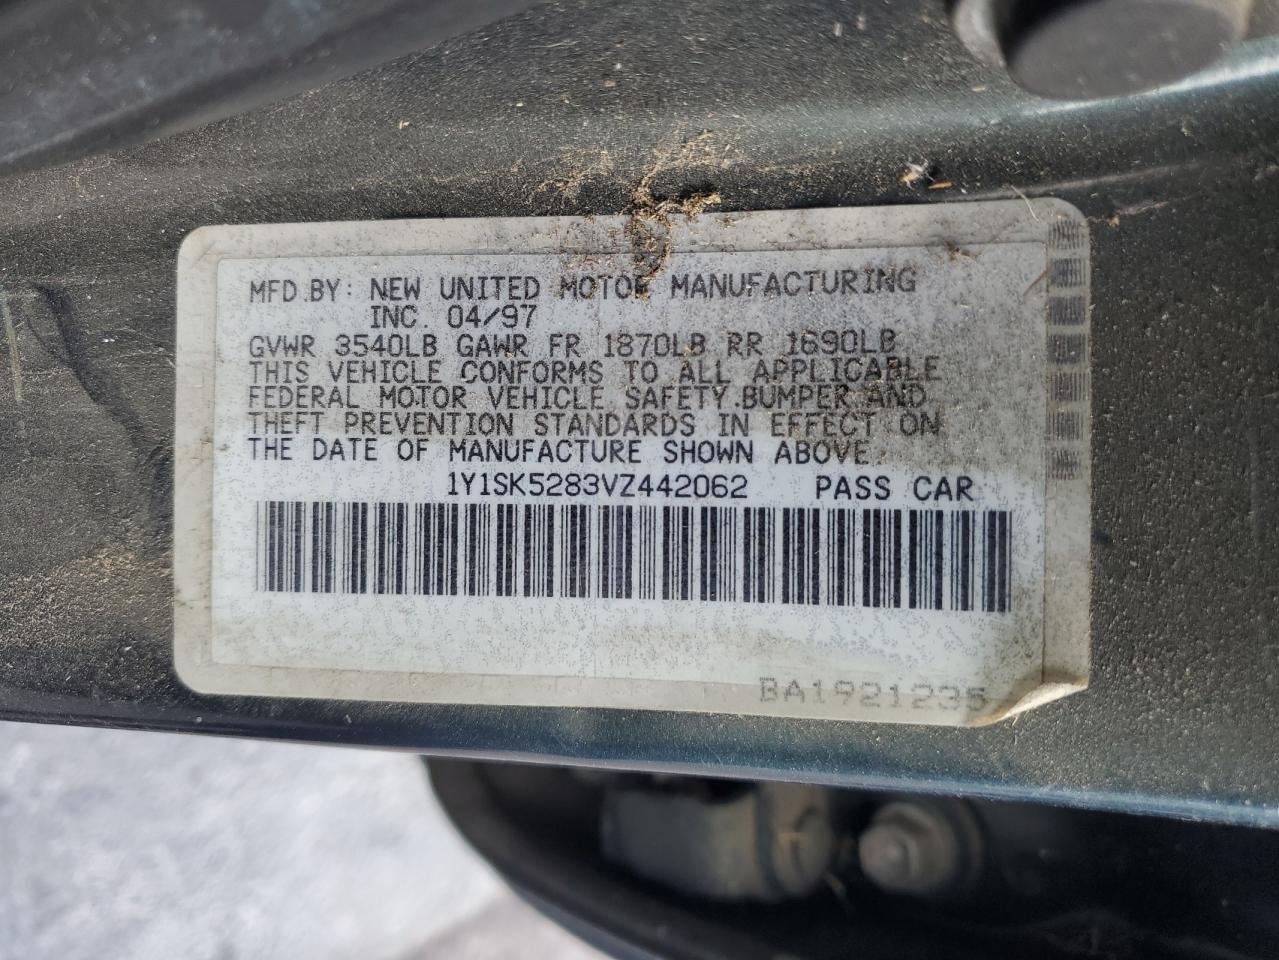 MFD.BY: NEW UNITED MOTOR MANUFACTURING
INC. 04/97
GVWR 3540LB GAWR FR 1870LB RR 1690LB
THIS VEHICLE CONFORMS TO ALL APPLICABLE
FEDERAL MOTOR VEHICLE SAFETY.BUMPER AND
THEFT PREVENTION STANDARDS IN EFFECT ON
THE DATE OF MANUFACTURE SHOWN ABOVE.
1Y1SK5283VZ442062 PASS CAR
BA1921235